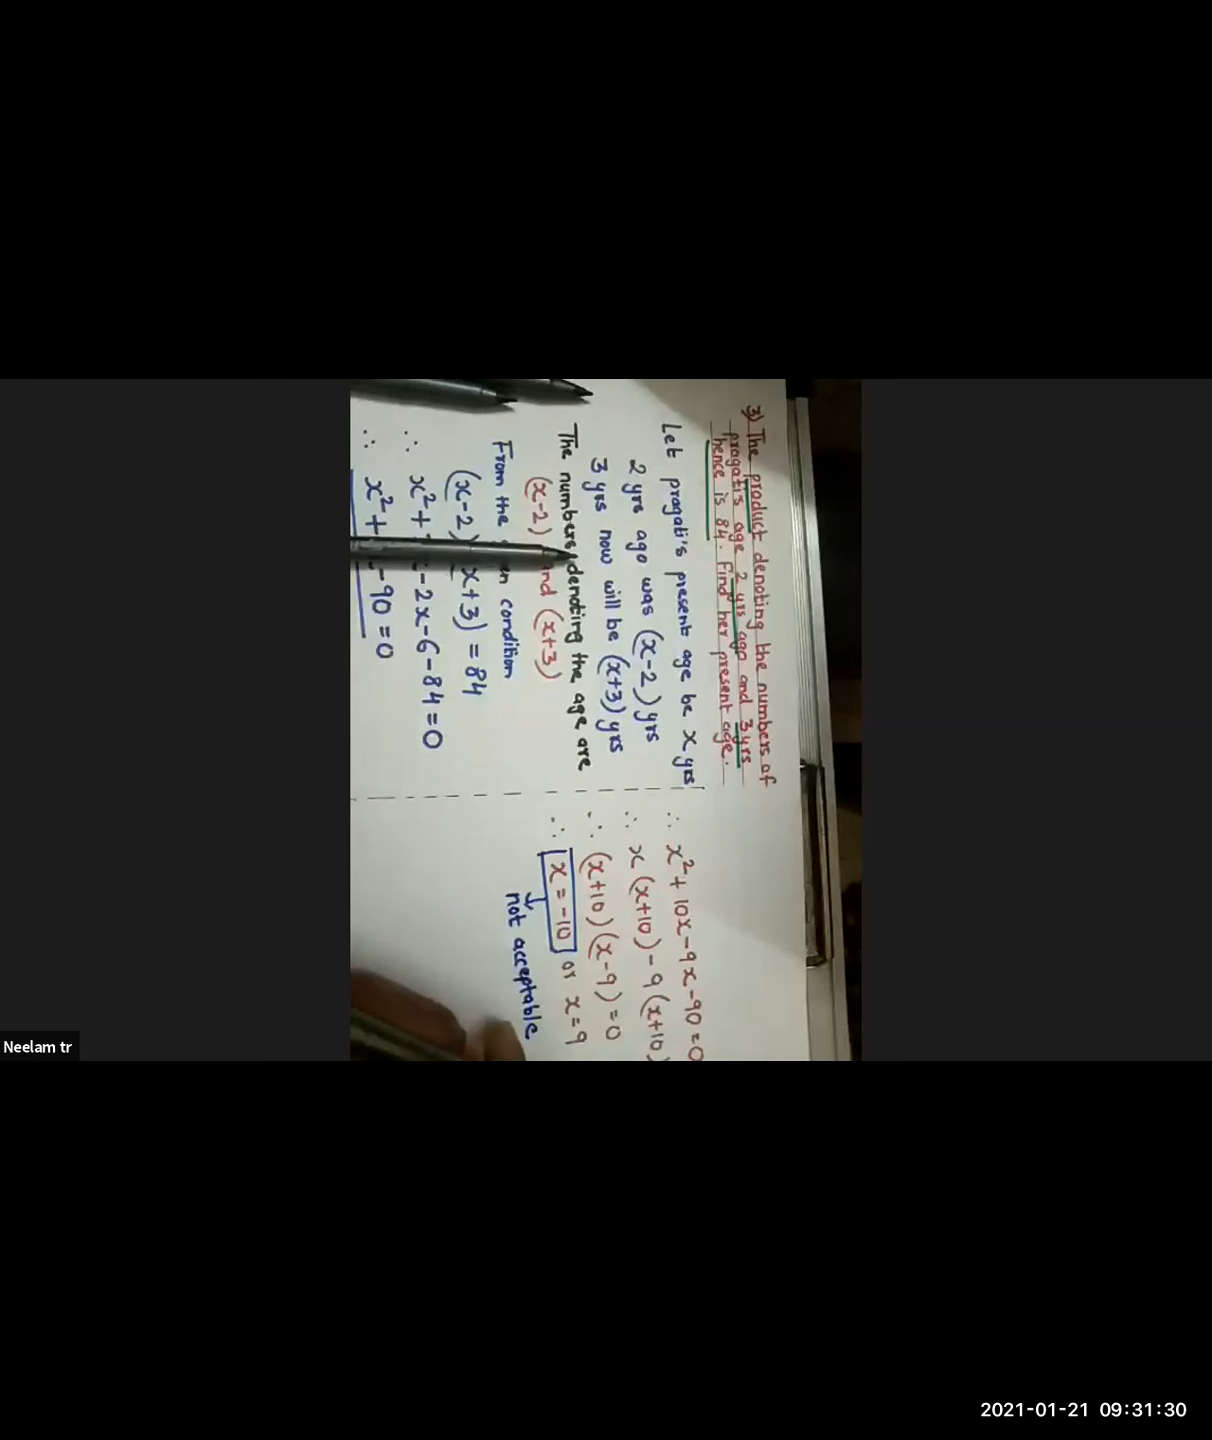 3) The product denoting the numbers of
pragati's age 2 yrs ago and 3 yrs
hence is 84. Find her present age.
Let pragati's present age be x yrs
2 yrs ago was (x-2) yrs
3 yrs now will be (x+3) yrs
The numbers denoting the age are
(x-2) and (x+3)
From the condition
(x-2) x+3) = 84
∴ x²+ -2x-6-84=0
∴ x²+ -90=0
∴ x²+10x-9x-90=0
∴ x(x+10)-9(x+10)
∴ (x+10)(x-9)=0
∴ x=-10 or x=9
↓
not acceptable
Neelam tr
2021-01-21 09:31:30